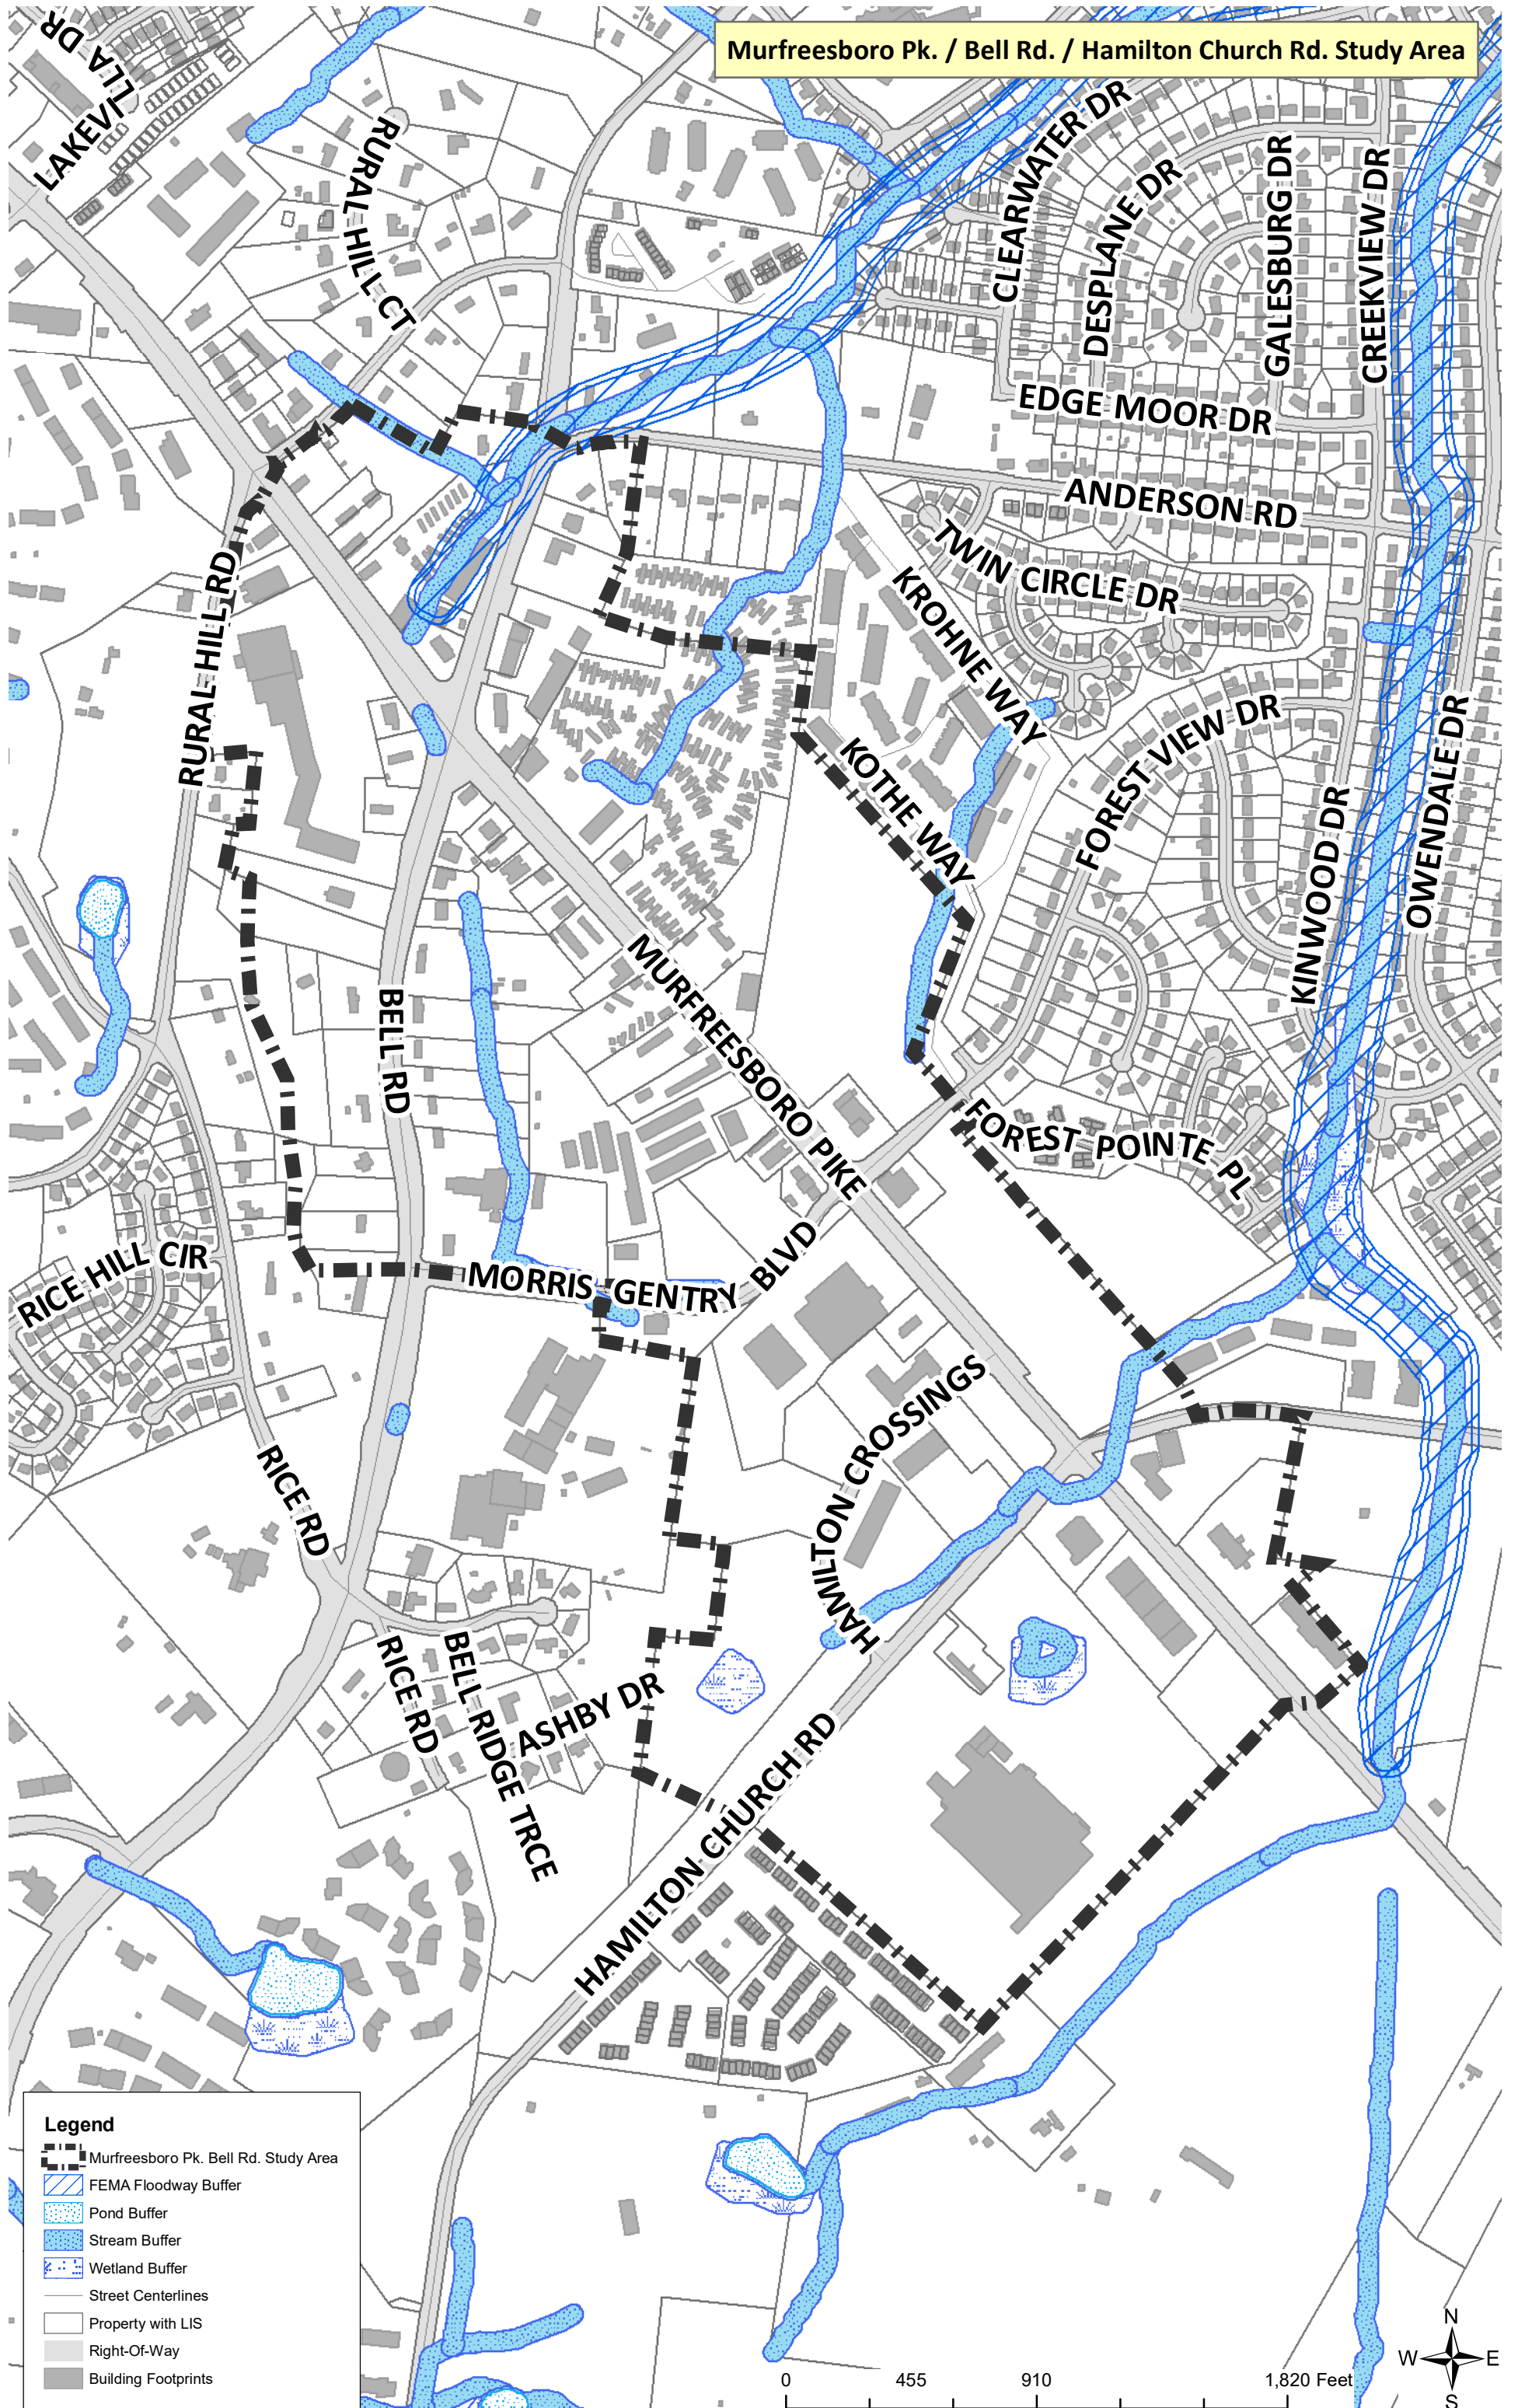 Murfreesboro Pk. / Bell Rd. / Hamilton Church Rd. Study Area
LAKEVILLA DR
RURAL HILL CT
CLEARWATER DR
DESPLANE DR
GALESBURG DR
CREEKVIEW DR
EDGE MOOR DR
ANDERSON RD
TWIN CIRCLE DR
KROHNE WAY
RURAL HILL RD
KOTHE WAY
FOREST VIEW DR
KINWOOD DR
OWENDALE DR
BELL RD
MURFREESBORO PIKE
FOREST POINTE PL
RICE HILL CIR
MORRIS GENTRY BLVD
HAMILTON CROSSINGS
RICE RD
RICE RD
BELL RIDGE TRCE
ASHBY DR
HAMILTON CHURCH RD
Legend
Murfreesboro Pk. Bell Rd. Study Area
FEMA Floodway Buffer
Pond Buffer
Stream Buffer
Wetland Buffer
Street Centerlines
Property with LIS
Right-Of-Way
Building Footprints
0 455 910 1,820 Feet
N
W E
S